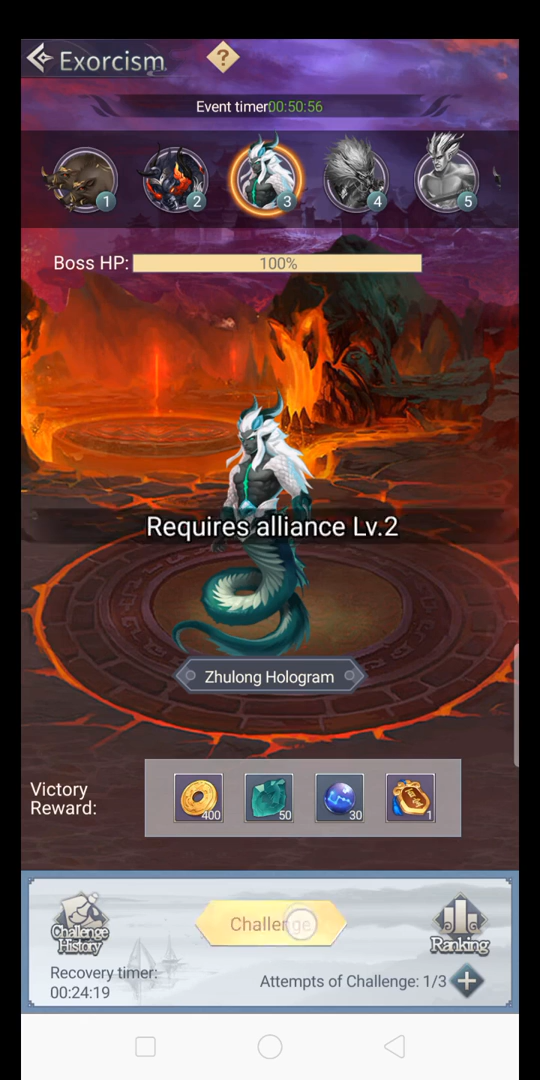 Exorcism
?
Event timer00:50:56
1
2
3
4
5
Boss HP:
100%
Requires alliance Lv.2
Zhulong Hologram
Victory
Reward:
400
50
30
1
Challenge
Challenge
History
Ranking
Recovery timer:
00:24:19
Attempts of Challenge: 1/3